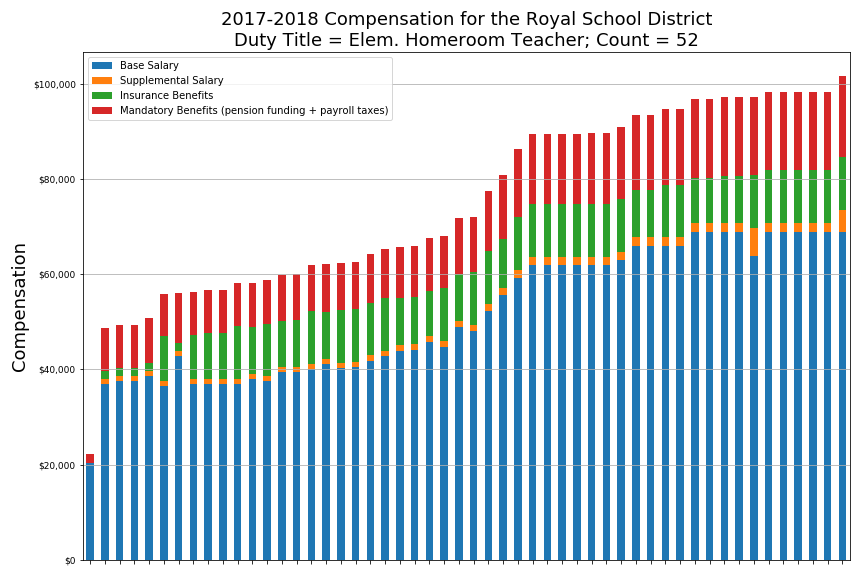 2017-2018 Compensation for the Royal School District
Duty Title = Elem. Homeroom Teacher; Count = 52
Base Salary
Supplemental Salary
Insurance Benefits
Mandatory Benefits (pension funding + payroll taxes)
$100,000
$80,000
$60,000
$40,000
$20,000
$0
Compensation